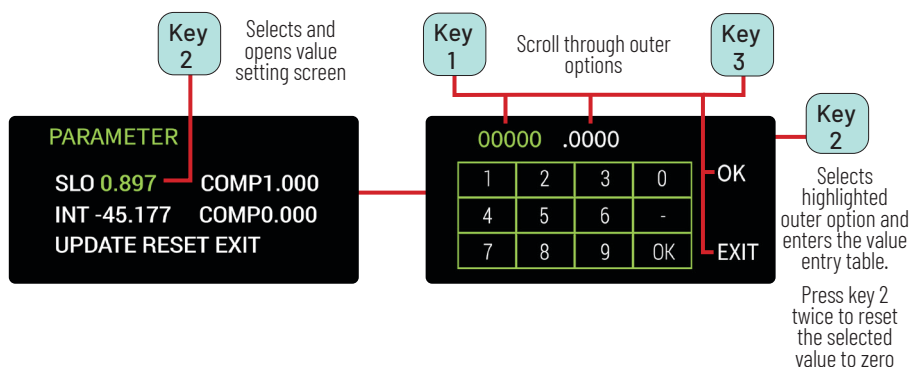 Key
2
Selects and
opens value
setting screen
Key
1
Scroll through outer
options
Key
3
PARAMETER
SLO 0.897 COMP1.000
INT -45.177 COMP0.000
UPDATE RESET EXIT
00000 .0000
1 2 3 0
4 5 6 -
7 8 9 OK
OK
EXIT
Key
2
Selects
highlighted
outer option and
enters the value
entry table.
Press key 2
twice to reset
the selected
value to zero